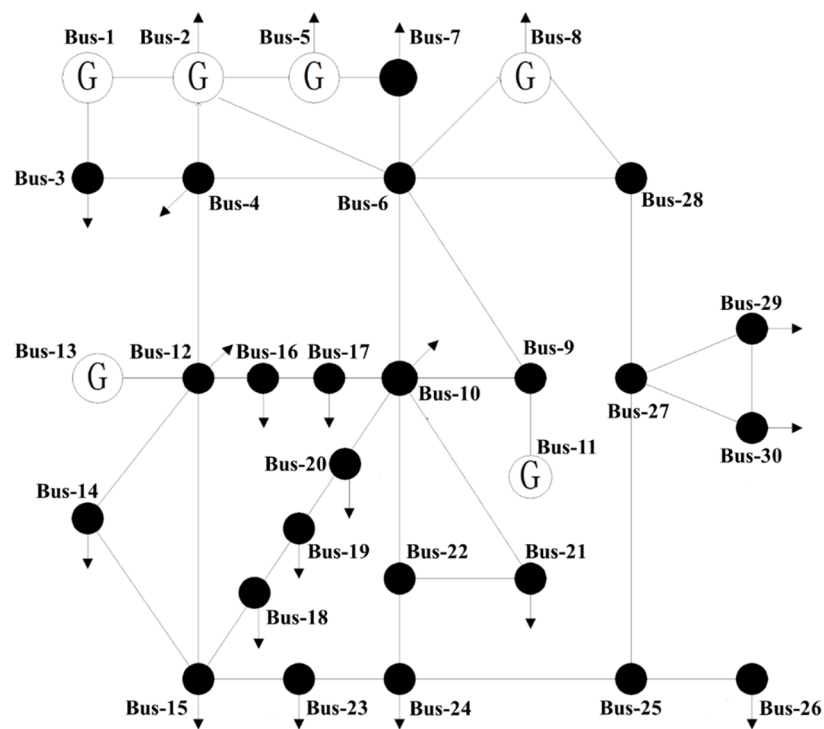 Bus-1 Bus-2 Bus-5 Bus-7 Bus-8
G G G G
Bus-3 Bus-4 Bus-6 Bus-28
Bus-29
Bus-13 Bus-12 Bus-16 Bus-17 Bus-9
G Bus-10 Bus-27
Bus-11 Bus-30
G
Bus-20
Bus-14
Bus-19 Bus-22 Bus-21
Bus-18
Bus-15 Bus-23 Bus-24 Bus-25 Bus-26